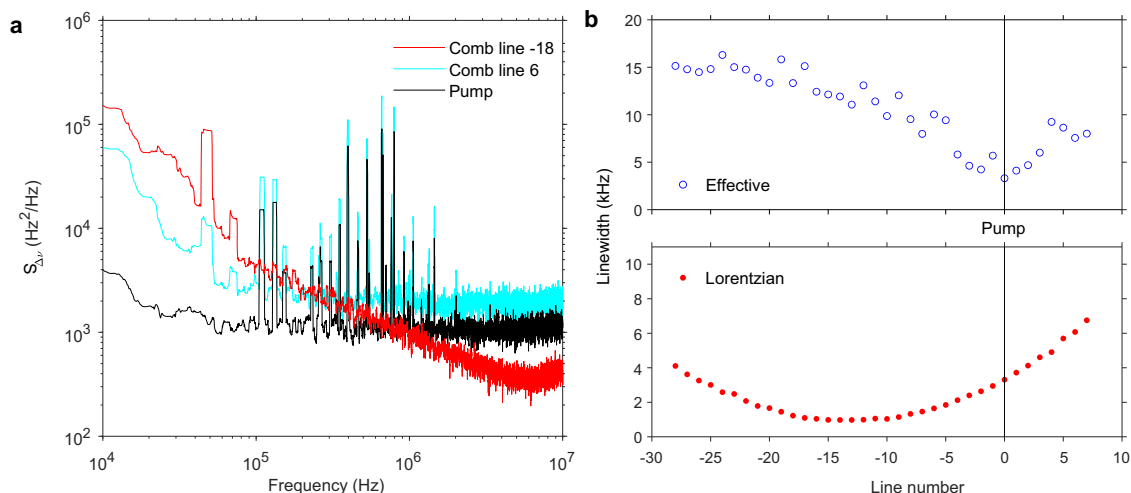 a
10^6
10^5
10^4
10^3
10^2
S_Δν (Hz^2/Hz)
Comb line -18
Comb line 6
Pump
10^4
10^5
10^6
10^7
Frequency (Hz)
b
20
15
10
5
0
Effective
Pump
Linewidth (kHz)
10
8
6
4
2
0
Lorentzian
-30
-25
-20
-15
-10
-5
0
5
10
Line number